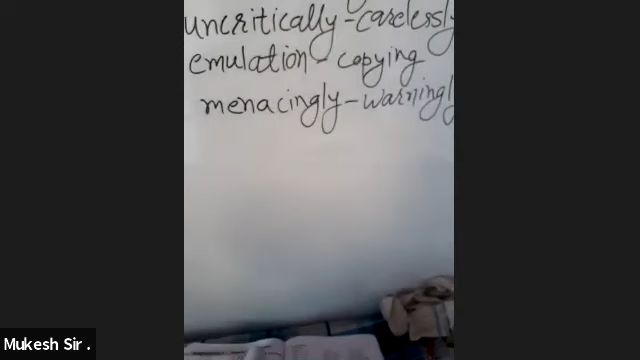 uncritically-carelessly
emulation - copying
menacingly-warningly
Mukesh Sir .